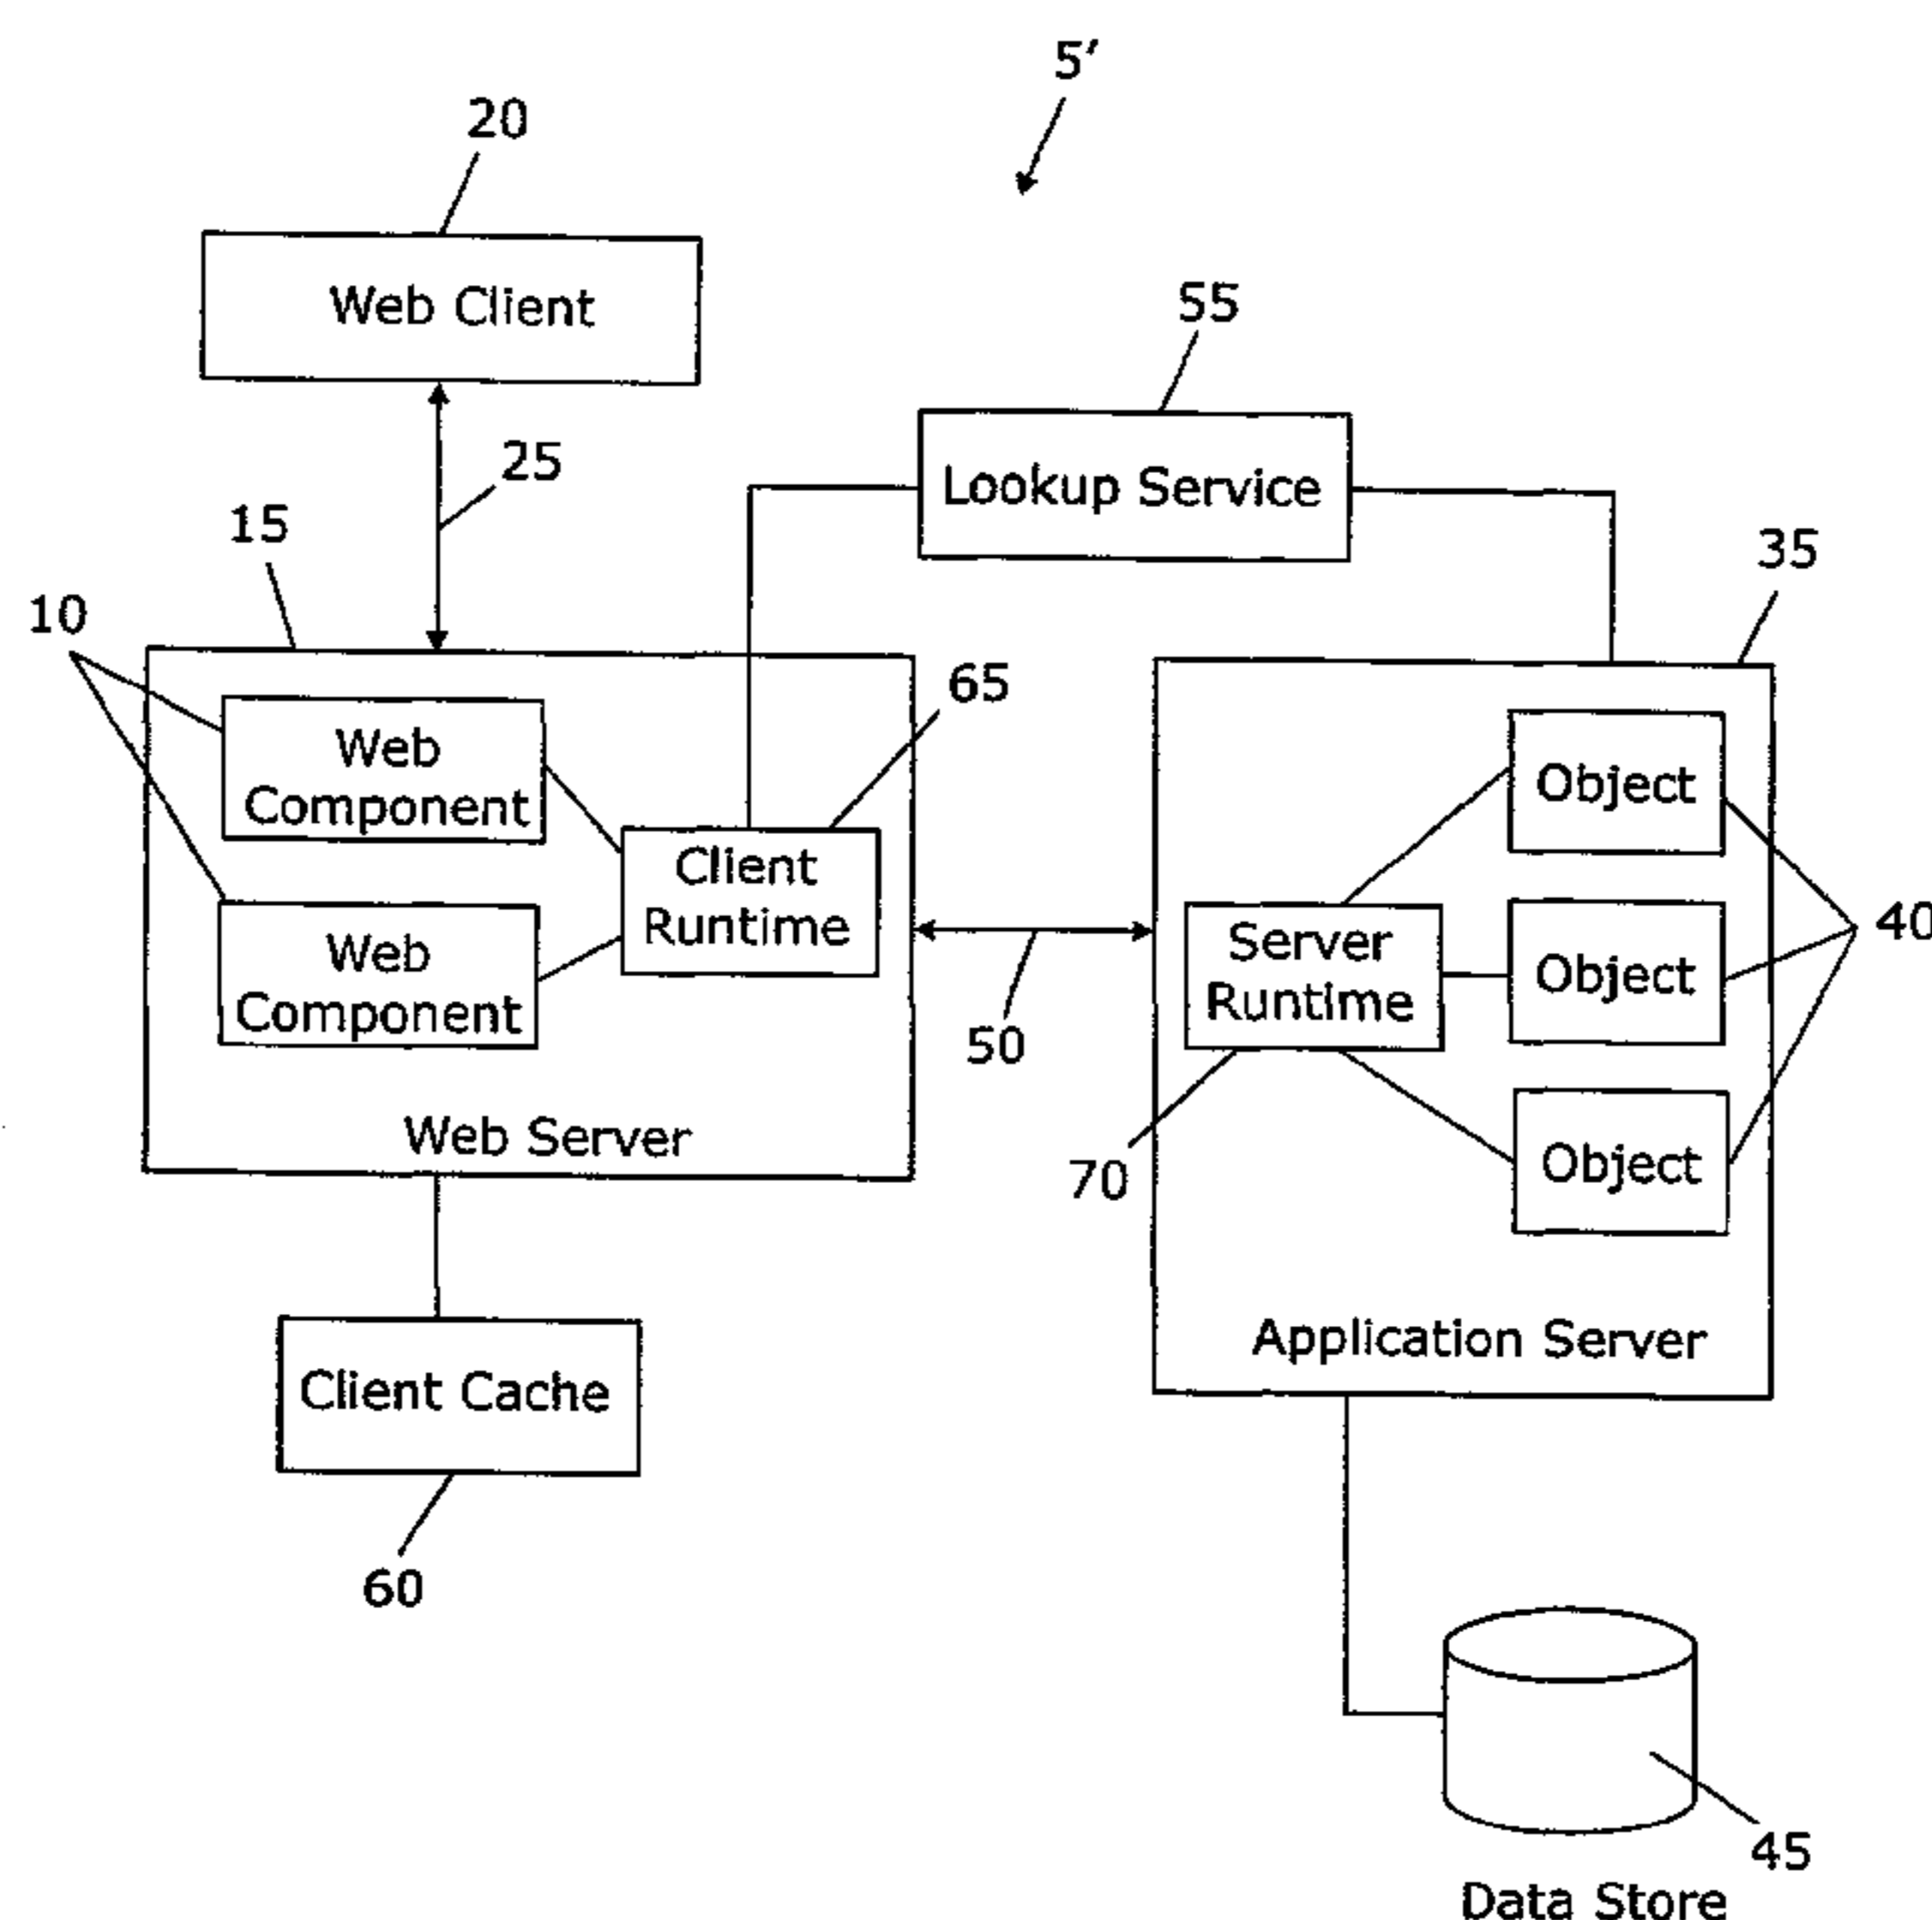 5'
20
Web Client
55
25
Lookup Service
15
35
10
65
Web
Component
Object
Client
Runtime
40
Web
Component
Server
Runtime
Object
50
Web Server
70
Object
Application Server
Client Cache
60
45
Data Store